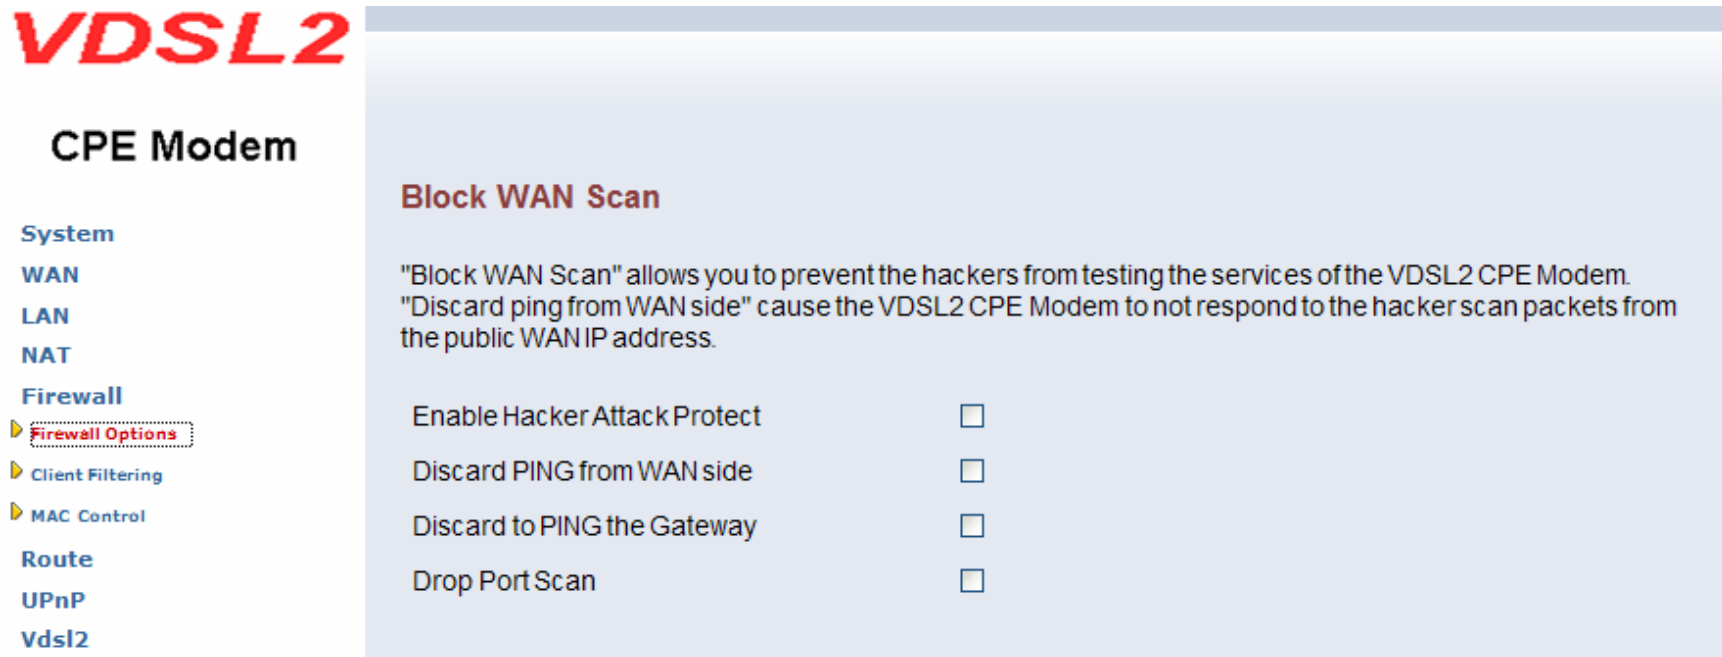 VDSL2
CPE Modem
System
WAN
LAN
NAT
Firewall
Firewall Options
Client Filtering
MAC Control
Route
UPnP
Vdsl2
Block WAN Scan
"Block WAN Scan" allows you to prevent the hackers from testing the services of the VDSL2 CPE Modem.
"Discard ping from WAN side" cause the VDSL2 CPE Modem to not respond to the hacker scan packets from
the public WAN IP address.
Enable Hacker Attack Protect
Discard PING from WAN side
Discard to PING the Gateway
Drop Port Scan